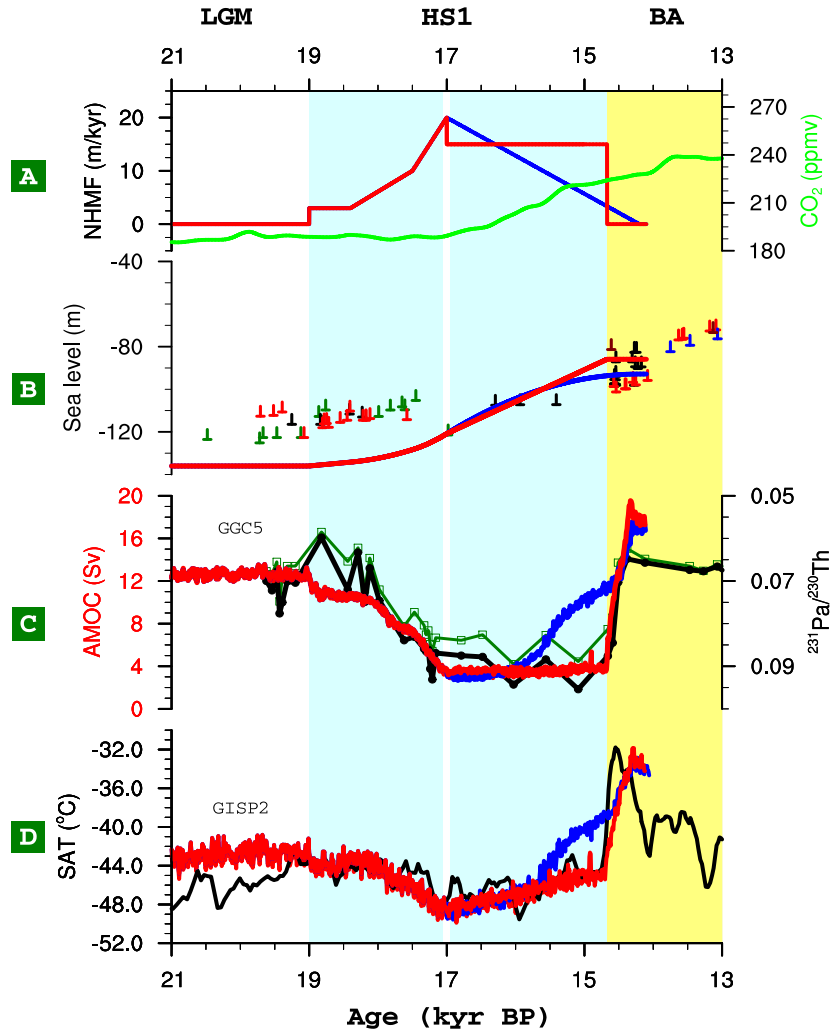 LGM HS1 BA
21 19 17 15 13
A
NHMF (m/kyr)
20
15
10
5
0
270
240
210
180
CO2 (ppmv)
B
Sea level (m)
-40
-80
-120
C
AMOC (Sv)
20
16
12
8
4
0
GGC5
0.05
0.07
0.09
231Pa/230Th
D
SAT (°C)
-32.0
-36.0
-40.0
-44.0
-48.0
-52.0
GISP2
21 19 17 15 13
Age (kyr BP)